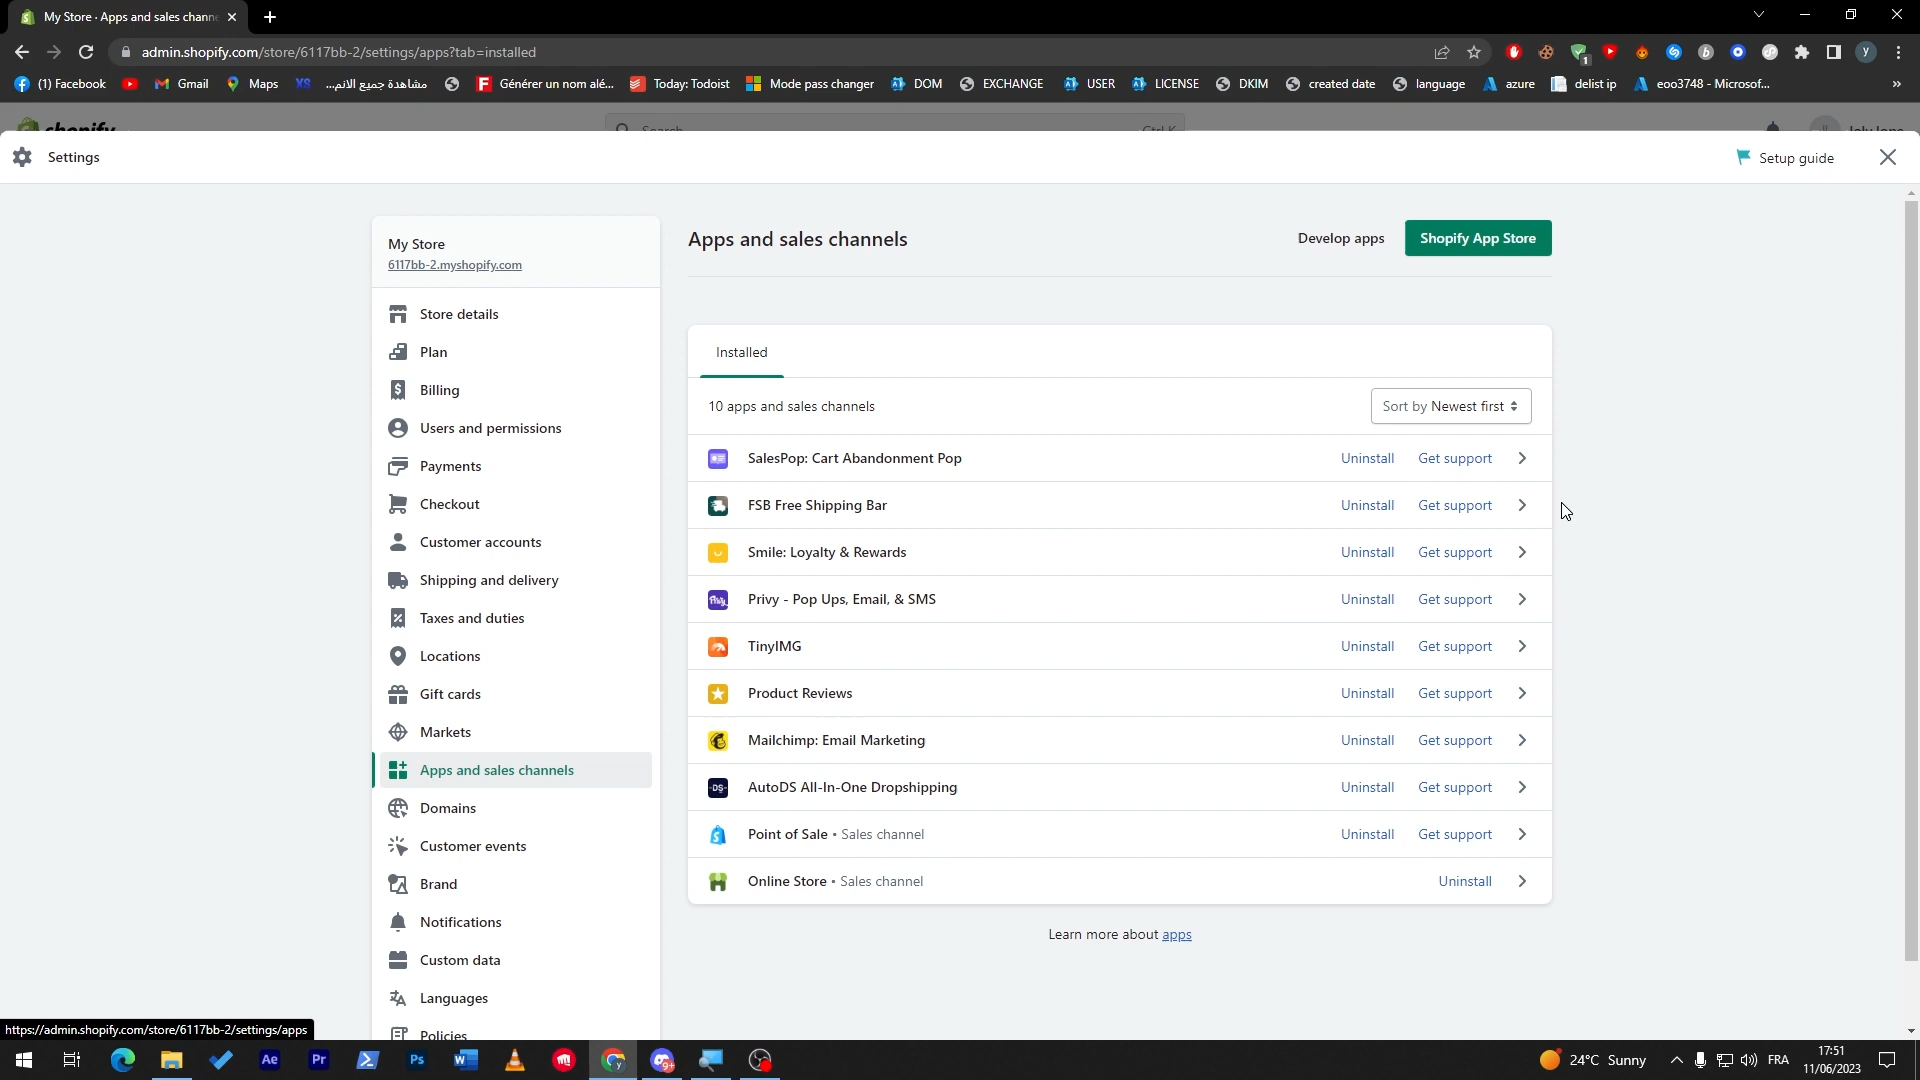 My Store · Apps and sales chann
admin.shopify.com/store/6117bb-2/settings/apps?tab=installed
(1) Facebook
Gmail
Maps
مشاهدة جميع الانم...
Générer un nom alé...
Today: Todoist
Mode pass changer
DOM
EXCHANGE
USER
LICENSE
DKIM
created date
language
azure
delist ip
eoo3748 - Microsof...
»
shopify
Search
Ctrl K
Settings
Setup guide
My Store
6117bb-2.myshopify.com
Store details
Plan
Billing
Users and permissions
Payments
Checkout
Customer accounts
Shipping and delivery
Taxes and duties
Locations
Gift cards
Markets
Apps and sales channels
Domains
Customer events
Brand
Notifications
Custom data
Languages
Policies
Apps and sales channels
Develop apps
Shopify App Store
Installed
10 apps and sales channels
Sort by Newest first
SalesPop: Cart Abandonment Pop Uninstall Get support
FSB Free Shipping Bar Uninstall Get support
Smile: Loyalty & Rewards Uninstall Get support
Privy - Pop Ups, Email, & SMS Uninstall Get support
TinyIMG Uninstall Get support
Product Reviews Uninstall Get support
Mailchimp: Email Marketing Uninstall Get support
AutoDS All-In-One Dropshipping Uninstall Get support
Point of Sale • Sales channel Uninstall Get support
Online Store • Sales channel Uninstall
Learn more about apps
https://admin.shopify.com/store/6117bb-2/settings/apps
24°C Sunny
FRA
17:51
11/06/2023